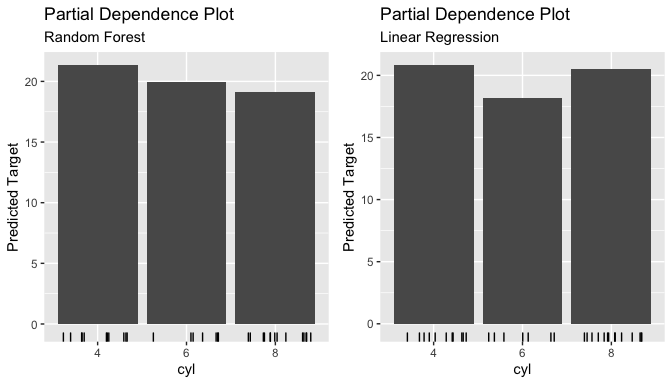 Partial Dependence Plot
Random Forest
Predicted Target
20
15
10
5
0
4 6 8
cyl
Partial Dependence Plot
Linear Regression
Predicted Target
20
15
10
5
0
4 6 8
cyl